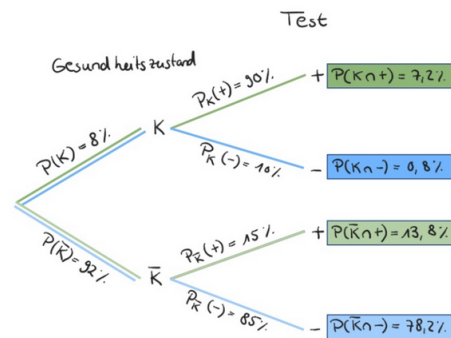 Test
Gesundheitszustand
P(K) = 8%
K
P_K(+) = 90%
+ P(K∩+) = 7,2%
P_K(-) = 10%
- P(K∩-) = 0,8%
P(K̅) = 92%
K̅
P_K̅(+) = 15%
+ P(K̅∩+) = 13,8%
P_K̅(-) = 85%
- P(K̅∩-) = 78,2%